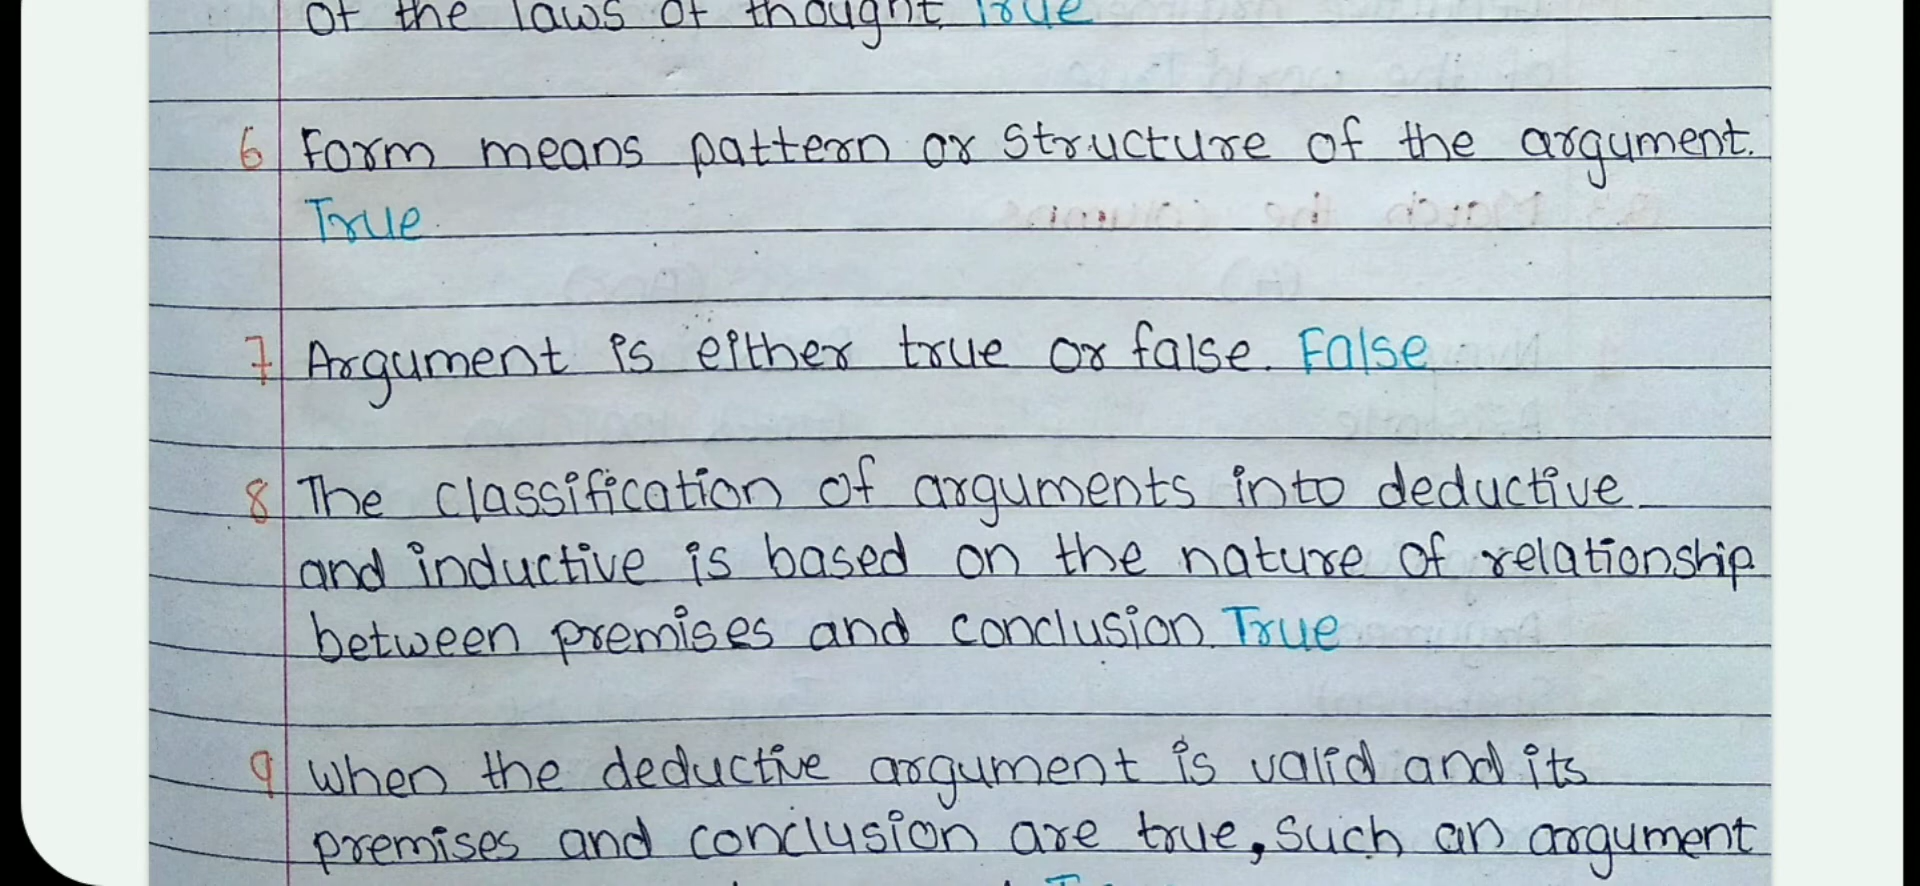 of the laws of thought. True
6 Form means pattern or structure of the argument.
True
7 Argument is either true or false. False
8 The classification of arguments into deductive
and inductive is based on the nature of relationship
between premises and conclusion. True
9 When the deductive argument is valid and its
premises and conclusion are true, such an argument